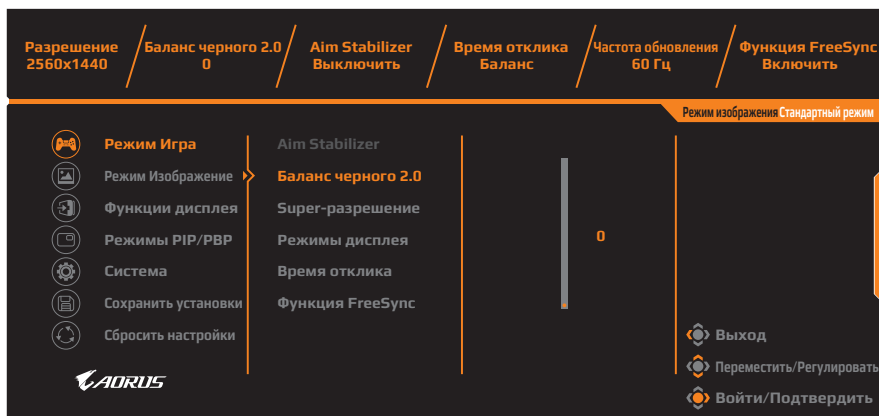 Разрешение
2560x1440
Баланс черного 2.0
0
Aim Stabilizer
Выключить
Время отклика
Баланс
Частота обновления
60 Гц
Функция FreeSync
Включить
Режим изображения Стандартный режим
Режим Игра
Режим Изображение
Функции дисплея
Режимы PIP/PBP
Система
Сохранить установки
Сбросить настройки
Aim Stabilizer
Баланс черного 2.0
Super-разрешение
Режимы дисплея
Время отклика
Функция FreeSync
0
Выход
Переместить/Регулировать
Войти/Подтвердить
AORUS